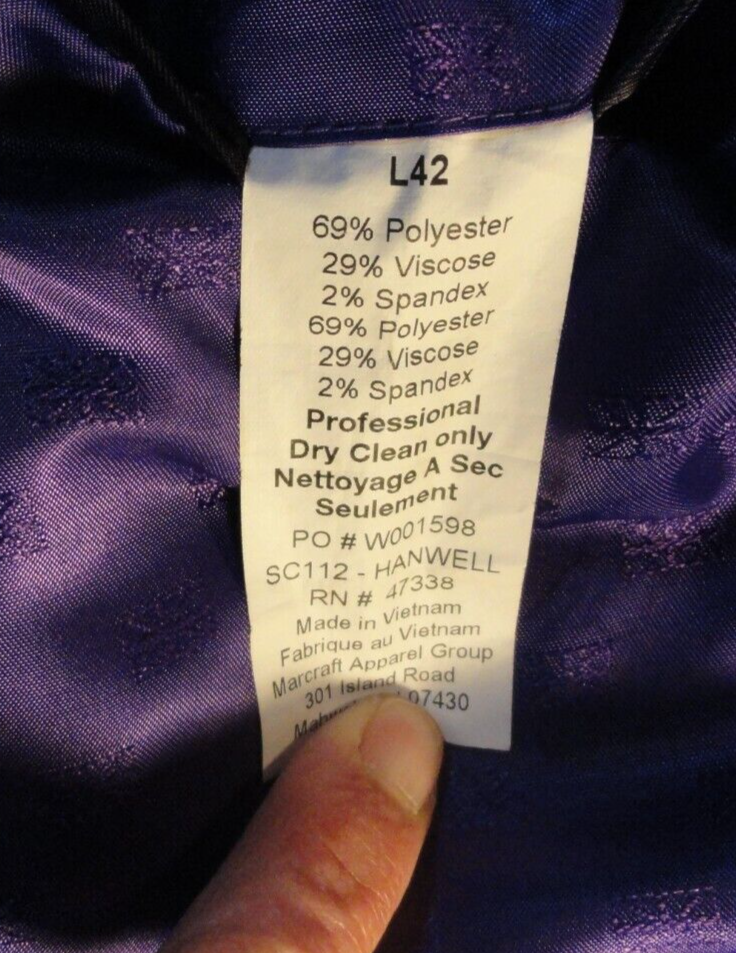 L42
69% Polyester
29% Viscose
2% Spandex
69% Polyester
29% Viscose
2% Spandex
Professional
Dry Clean only
Nettoyage A Sec
Seulement
PO # W001598
SC112 - HANWELL
RN # 47338
Made in Vietnam
Fabrique au Vietnam
Marcraft Apparel Group
301 Island Road
07430